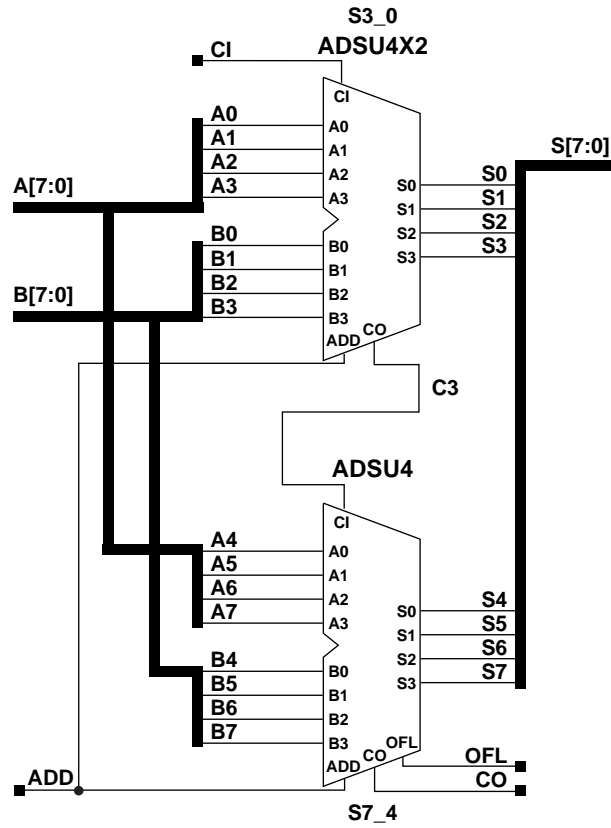 S3_0
ADSU4X2
CI
CI
A0 A0
A1 A1
A2 A2
A3 A3
A[7:0]
S[7:0]
S0 S0
S1 S1
S2 S2
S3 S3
B0 B0
B1 B1
B2 B2
B3 B3
B[7:0]
ADD CO
C3
ADSU4
CI
A4 A0
A5 A1
A6 A2
A7 A3
S0 S4
S1 S5
S2 S6
S3 S7
B4 B0
B5 B1
B6 B2
B7 B3
ADD CO OFL
OFL
ADD
CO
S7_4